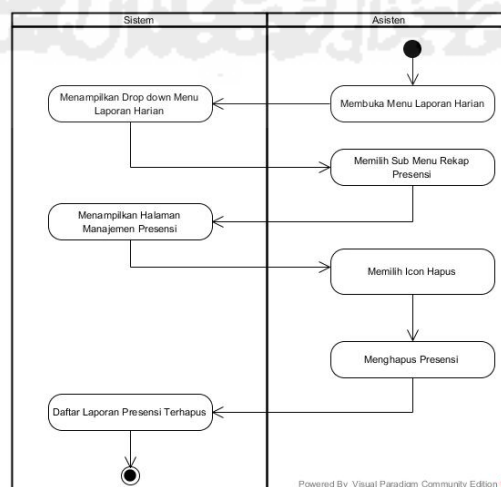 Sistem
Asisten
Membuka Menu Laporan Harian
Menampilkan Drop down Menu
Laporan Harian
Memilih Sub Menu Rekap
Presensi
Menampilkan Halaman
Manajemen Presensi
Memilih Icon Hapus
Menghapus Presensi
Daftar Laporan Presensi Terhapus
Powered By Visual Paradigm Community Edition